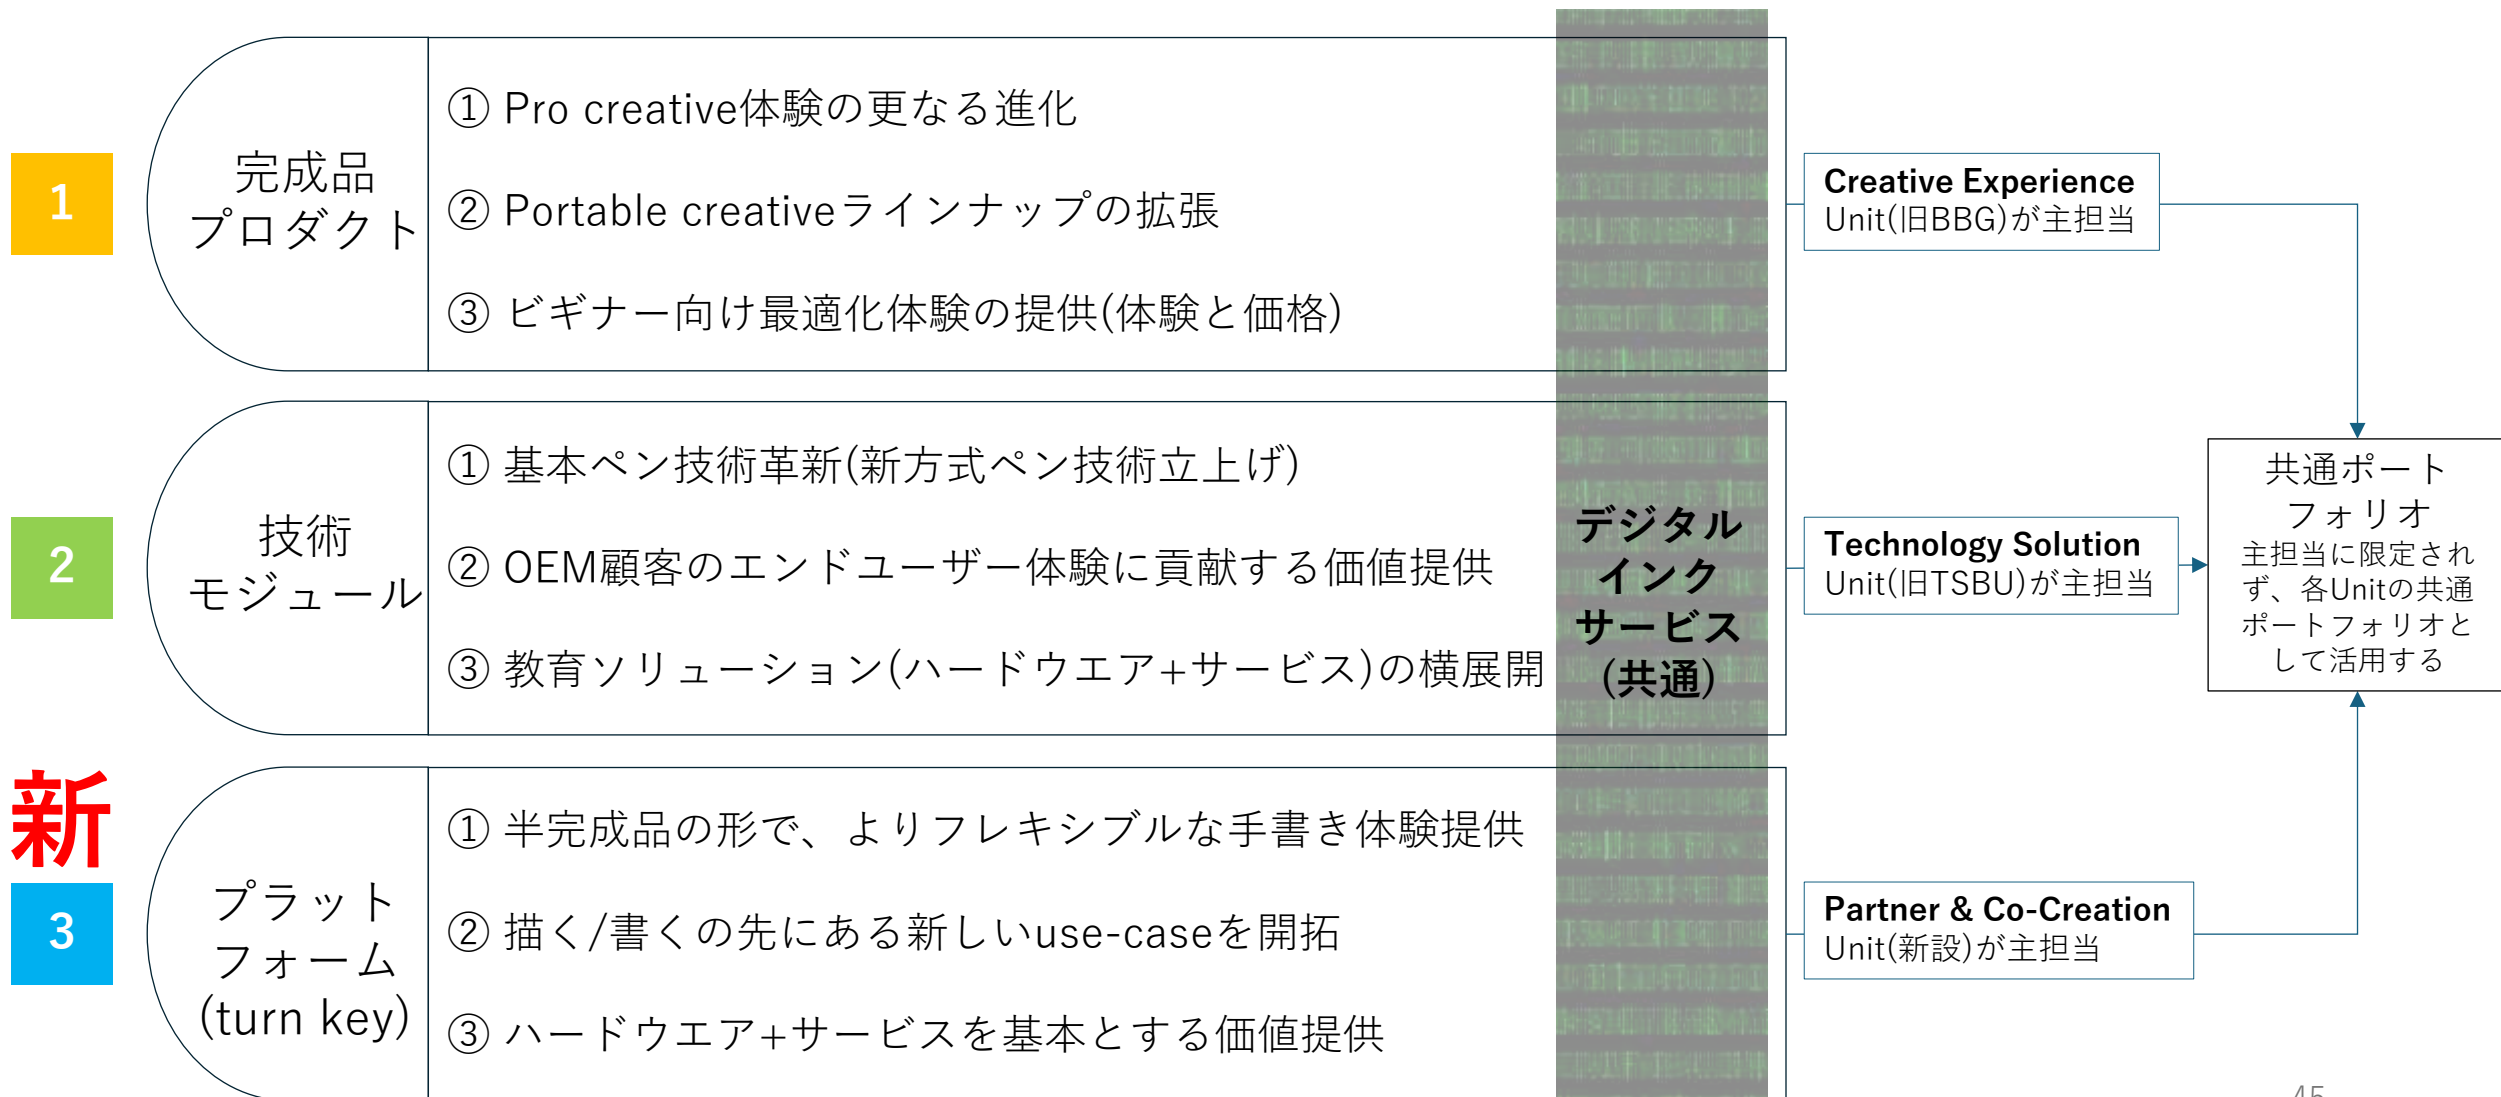 1
完成品
プロダクト
① Pro creative体験の更なる進化
② Portable creativeラインナップの拡張
③ ビギナー向け最適化体験の提供(体験と価格)
Creative Experience
Unit(旧BBG)が主担当
2
技術
モジュール
① 基本ペン技術革新(新方式ペン技術立上げ)
② OEM顧客のエンドユーザー体験に貢献する価値提供
③ 教育ソリューション(ハードウエア+サービス)の横展開
デジタル
インク
サービス
(共通)
Technology Solution
Unit(旧TSBU)が主担当
共通ポート
フォリオ
主担当に限定され
ず、各Unitの共通
ポートフォリオと
して活用する
新
3
プラット
フォーム
(turn key)
① 半完成品の形で、よりフレキシブルな手書き体験提供
② 描く/書くの先にある新しいuse-caseを開拓
③ ハードウエア+サービスを基本とする価値提供
Partner & Co-Creation
Unit(新設)が主担当
45